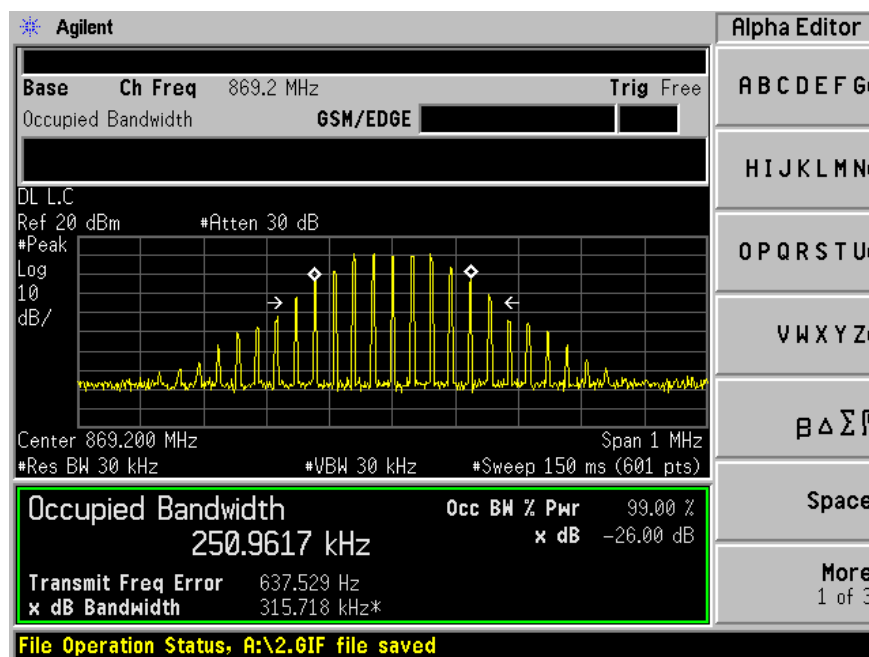 Agilent
Alpha Editor
Base Ch Freq 869.2 MHz Trig Free
Occupied Bandwidth GSM/EDGE
DL L.C
Ref 20 dBm #Atten 30 dB
#Peak
Log
10
dB/
Center 869.200 MHz Span 1 MHz
#Res BW 30 kHz #VBW 30 kHz #Sweep 150 ms (601 pts)
Occupied Bandwidth
250.9617 kHz
Occ BW % Pwr 99.00 %
x dB -26.00 dB
Transmit Freq Error 637.529 Hz
x dB Bandwidth 315.718 kHz*
File Operation Status, A:\2.GIF file saved
A B C D E F G
H I J K L M N
O P Q R S T U
V W X Y Z
β Δ Σ
Space
More
1 of 3